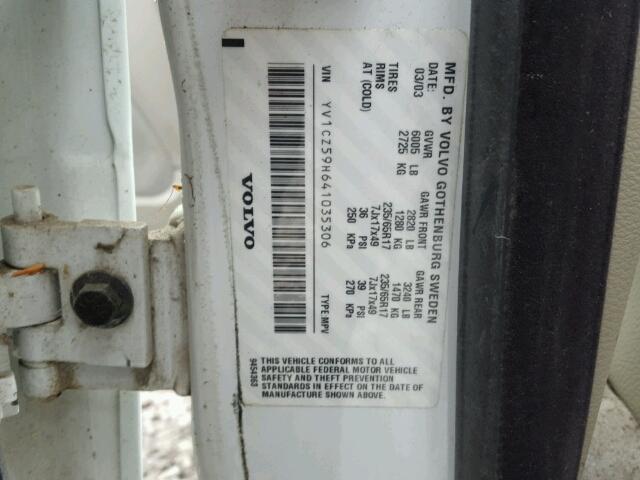 MFD. BY VOLVO GOTHENBURG SWEDEN
DATE: GVWR GAWR FRONT GAWR REAR
03/03 6005 LB 2820 LB 3240 LB
2725 KG 1280 KG 1470 KG
TIRES 235/65R17 235/65R17
RIMS 7Jx17x49 7Jx17x49
AT (COLD) 36 PSI 39 PSI
250 KPa 270 KPa
VIN YV1CZ59H641035306 TYPE:MPV
VOLVO
THIS VEHICLE CONFORMS TO ALL
APPLICABLE FEDERAL MOTOR VEHICLE
SAFETY AND THEFT PREVENTION
STANDARDS IN EFFECT ON THE DATE OF
MANUFACTURE SHOWN ABOVE.
9454863